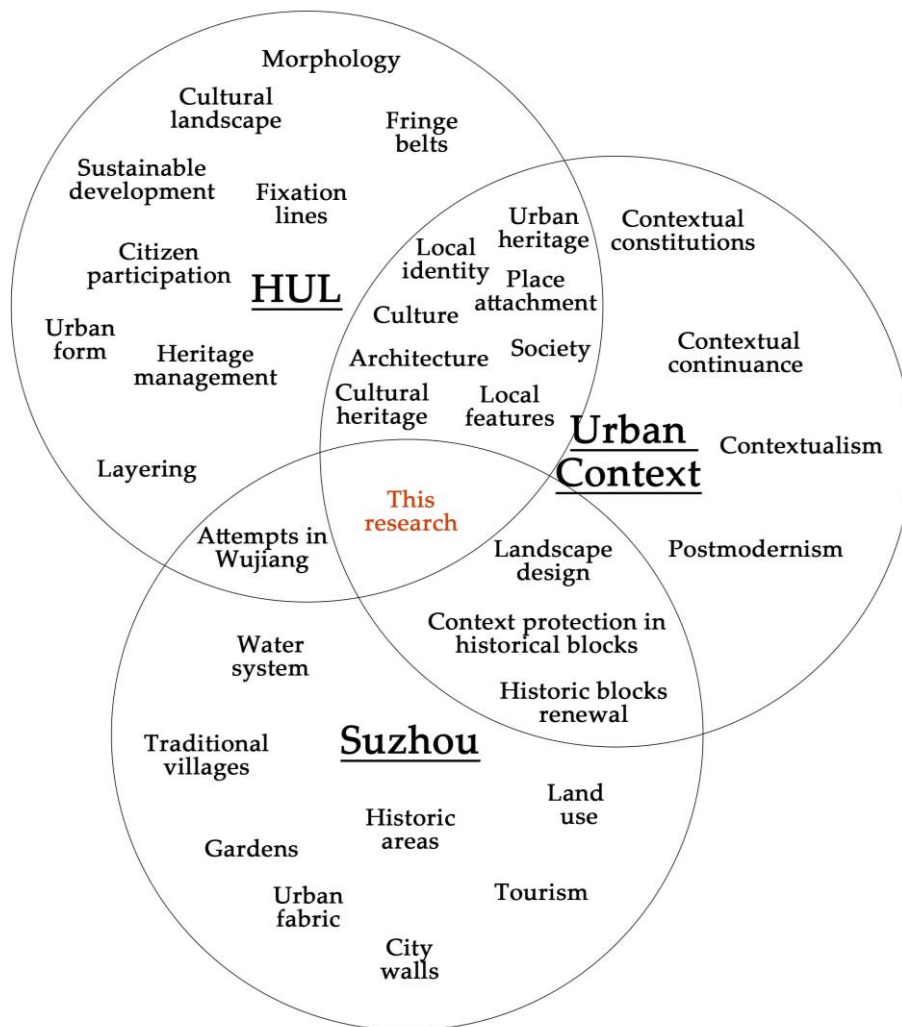 Morphology
Cultural
landscape
Fringe
belts
Sustainable
development
Fixation
lines
Citizen
participation
HUL
Urban
form
Heritage
management
Layering
Urban
heritage
Local
identity
Place
attachment
Culture
Architecture
Society
Cultural
heritage
Local
features
Contextual
constitutions
Contextual
continuance
Urban
Context
Contextualism
Postmodernism
This
research
Attempts in
Wujiang
Landscape
design
Context protection in
historical blocks
Historic blocks
renewal
Water
system
Suzhou
Traditional
villages
Land
use
Historic
areas
Gardens
Urban
fabric
Tourism
City
walls